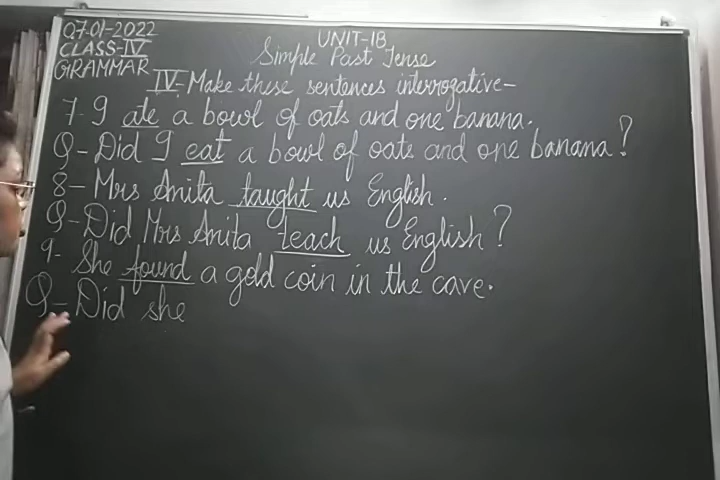 07.01-2022
CLASS-IV
GRAMMAR
UNIT-1B
Simple Past Tense
IV. Make these sentences interrogative-
7- I ate a bowl of oats and one banana.
Q- Did I eat a bowl of oats and one banana?
8- Mrs Anita taught us English.
Q- Did Mrs Anita teach us English?
9- She found a gold coin in the cave.
Q- Did she